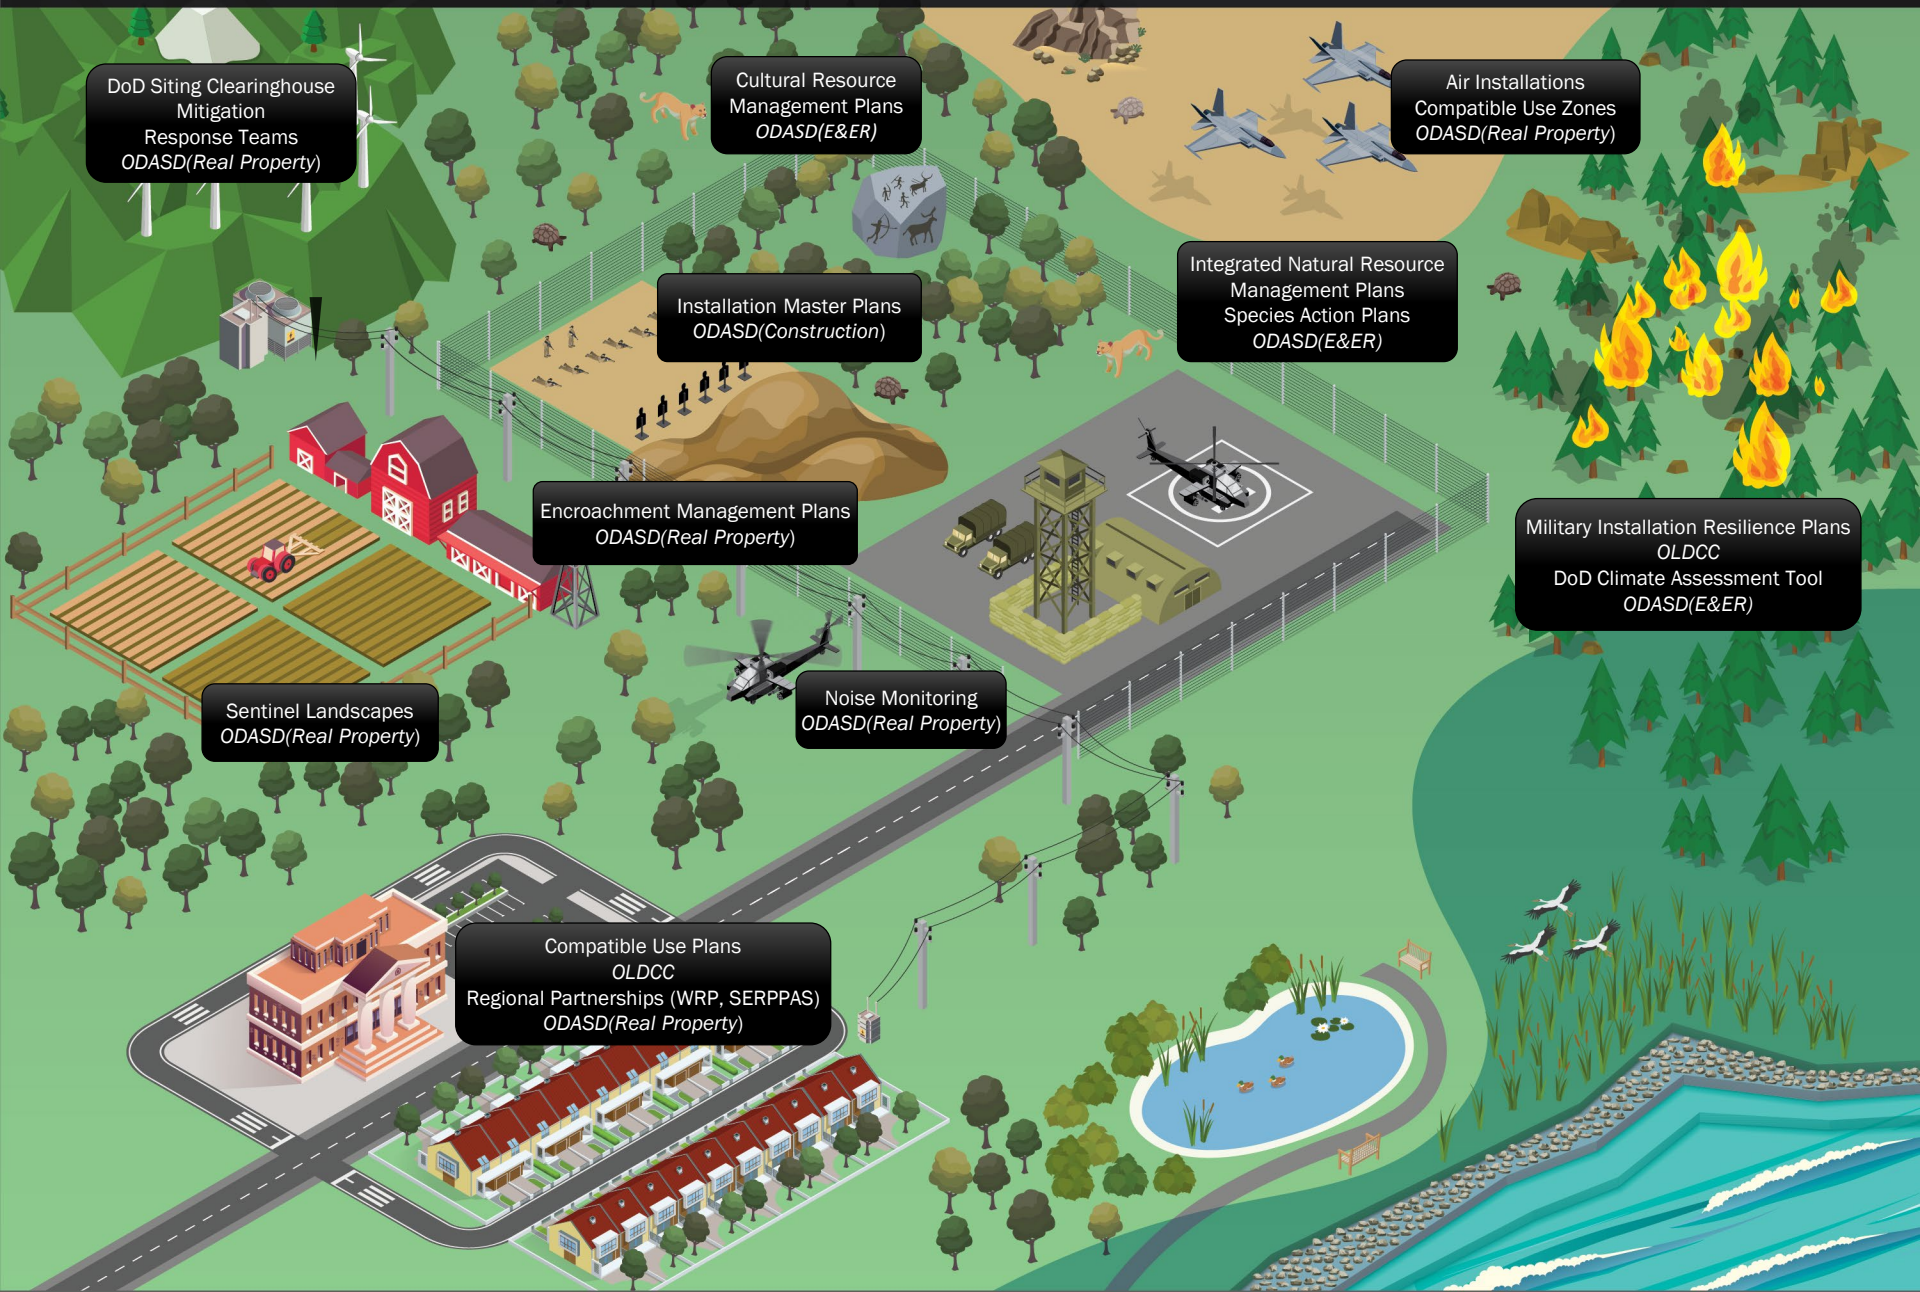 DoD Siting Clearinghouse
Mitigation
Response Teams
ODASD(Real Property)
Cultural Resource
Management Plans
ODASD(E&ER)
Air Installations
Compatible Use Zones
ODASD(Real Property)
Installation Master Plans
ODASD(Construction)
Integrated Natural Resource
Management Plans
Species Action Plans
ODASD(E&ER)
Encroachment Management Plans
ODASD(Real Property)
Military Installation Resilience Plans
OLDCC
DoD Climate Assessment Tool
ODASD(E&ER)
Sentinel Landscapes
ODASD(Real Property)
Noise Monitoring
ODASD(Real Property)
Compatible Use Plans
OLDCC
Regional Partnerships (WRP, SERPPAS)
ODASD(Real Property)